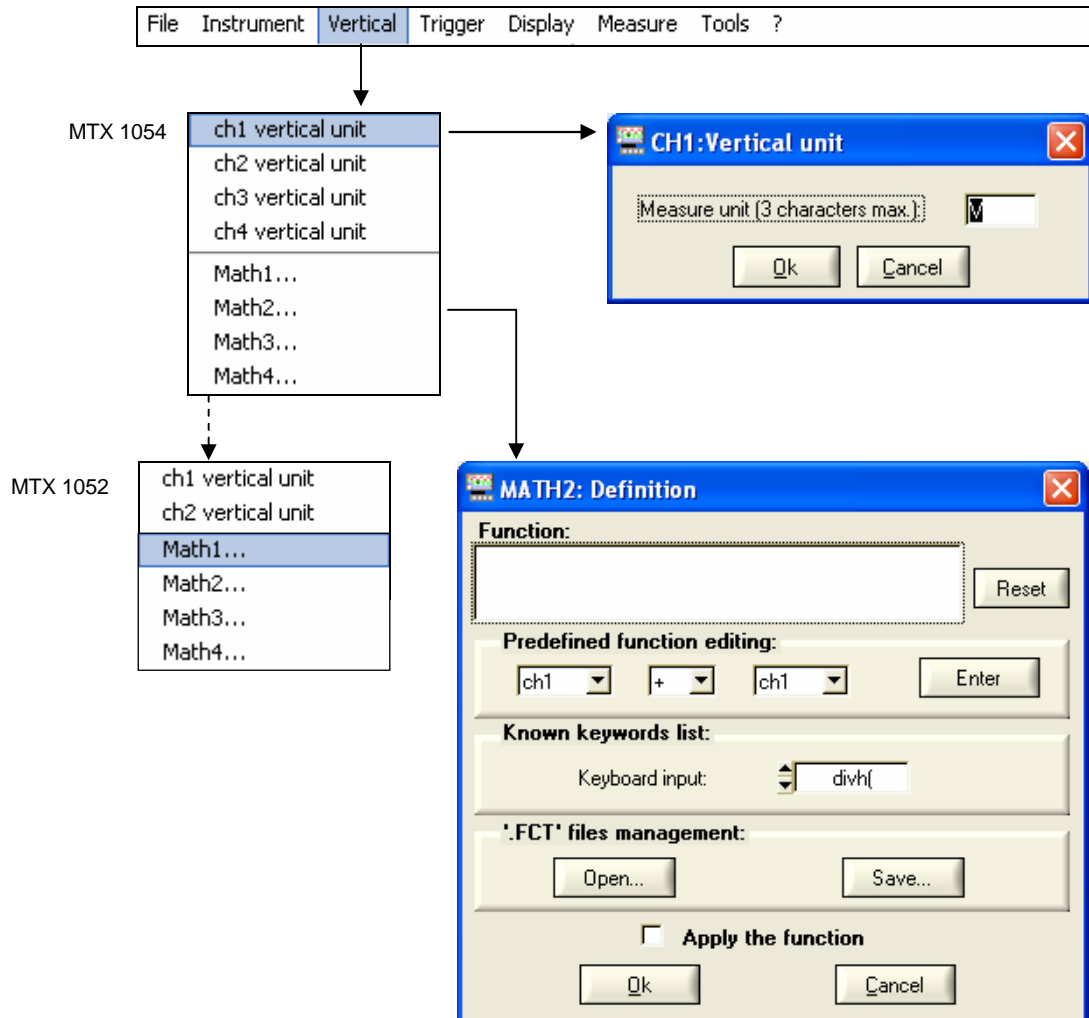 File Instrument Vertical Trigger Display Measure Tools ?
MTX 1054
ch1 vertical unit
ch2 vertical unit
ch3 vertical unit
ch4 vertical unit
Math1...
Math2...
Math3...
Math4...
CH1:Vertical unit
Measure unit (3 characters max.): V
Ok Cancel
MTX 1052
ch1 vertical unit
ch2 vertical unit
Math1...
Math2...
Math3...
Math4...
MATH2: Definition
Function:
Reset
Predefined function editing:
ch1 + ch1 Enter
Known keywords list:
Keyboard input: divh(
'.FCT' files management:
Open... Save...
Apply the function
Ok Cancel